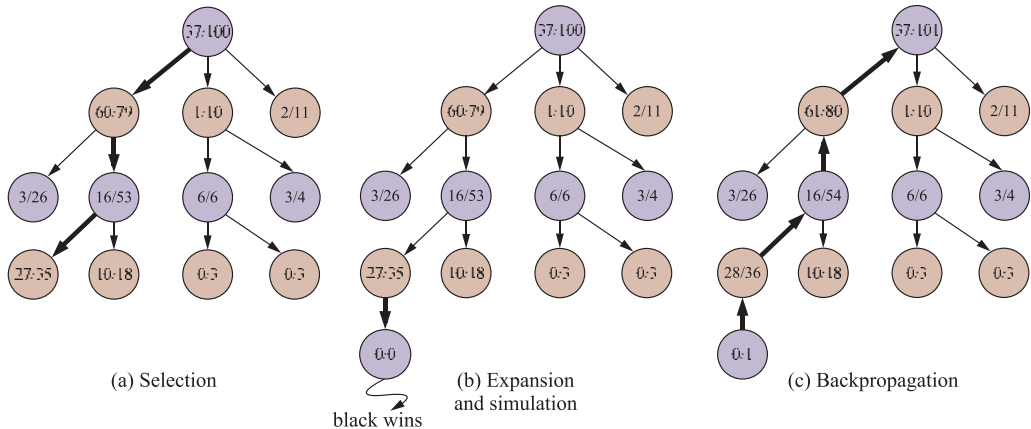 37/100
60/79 1/10 2/11
3/26 16/53 6/6 3/4
27/35 10/18 0/3 0/3
(a) Selection
37/100
60/79 1/10 2/11
3/26 16/53 6/6 3/4
27/35 10/18 0/3 0/3
0/0
black wins
(b) Expansion
and simulation
37/101
61/80 1/10 2/11
3/26 16/54 6/6 3/4
28/36 10/18 0/3 0/3
0/1
(c) Backpropagation